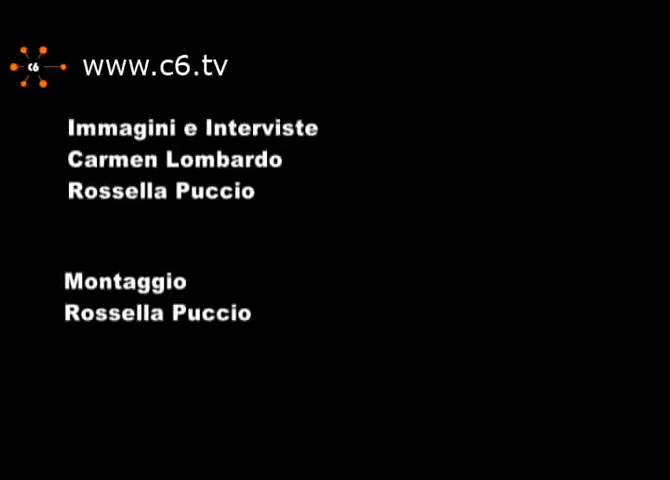 c6 www.c6.tv
Immagini e Interviste
Carmen Lombardo
Rossella Puccio
Montaggio
Rossella Puccio